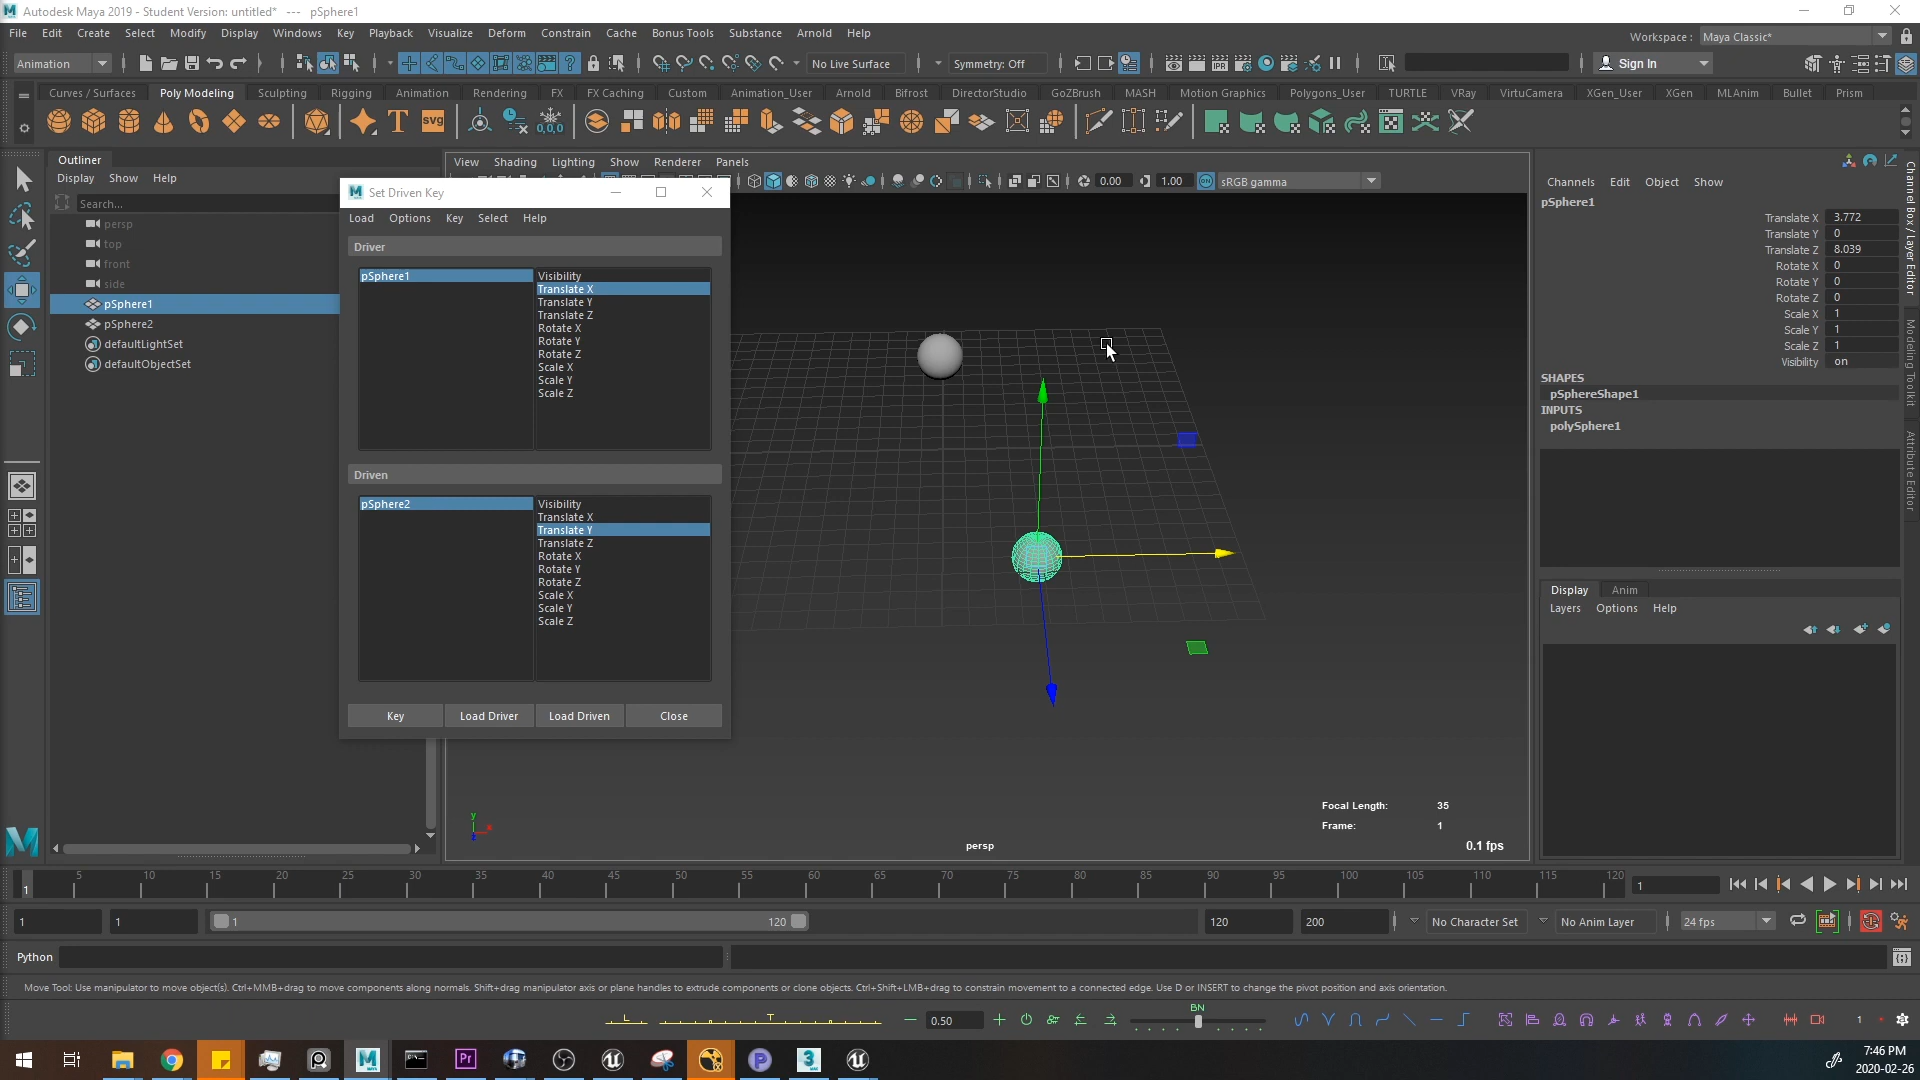 Autodesk Maya 2019 - Student Version: untitled* --- pSphere1
File Edit Create Select Modify Display Windows Key Playback Visualize Deform Constrain Cache Bonus Tools Substance Arnold Help
Workspace : Maya Classic*
Animation No Live Surface Symmetry: Off Sign In
Curves / Surfaces Poly Modeling Sculpting Rigging Animation Rendering FX FX Caching Custom Animation_User Arnold Bifrost DirectorStudio GoZBrush MASH Motion Graphics Polygons_User TURTLE VRay VirtuCamera XGen_User XGen MLAnim Bullet Prism
Outliner
Display Show Help
Search...
persp
top
front
side
pSphere1
pSphere2
defaultLightSet
defaultObjectSet
View Shading Lighting Show Renderer Panels
0.00 1.00 sRGB gamma
Set Driven Key
Load Options Key Select Help
Driver
pSphere1
Visibility
Translate X
Translate Y
Translate Z
Rotate X
Rotate Y
Rotate Z
Scale X
Scale Y
Scale Z
Driven
pSphere2
Visibility
Translate X
Translate Y
Translate Z
Rotate X
Rotate Y
Rotate Z
Scale X
Scale Y
Scale Z
Key Load Driver Load Driven Close
Focal Length: 35
Frame: 1
persp
0.1 fps
Channels Edit Object Show
pSphere1
Translate X 3.772
Translate Y 0
Translate Z 8.039
Rotate X 0
Rotate Y 0
Rotate Z 0
Scale X 1
Scale Y 1
Scale Z 1
Visibility on
SHAPES
pSphereShape1
INPUTS
polySphere1
Display Anim
Layers Options Help
Channel Box / Layer Editor
Modeling Toolkit
Attribute Editor
1 5 10 15 20 25 30 35 40 45 50 55 60 65 70 75 80 85 90 95 100 105 110 115 120 1
1 1 1 120 120 200 No Character Set No Anim Layer 24 fps
Python
Move Tool: Use manipulator to move object(s). Ctrl+MMB+drag to move components along normals. Shift+drag manipulator axis or plane handles to extrude components or clone objects. Ctrl+Shift+LMB+drag to constrain movement to a connected edge. Use D or INSERT to change the pivot position and axis orientation.
L T 0.50 BN 1
7:46 PM
2020-02-26